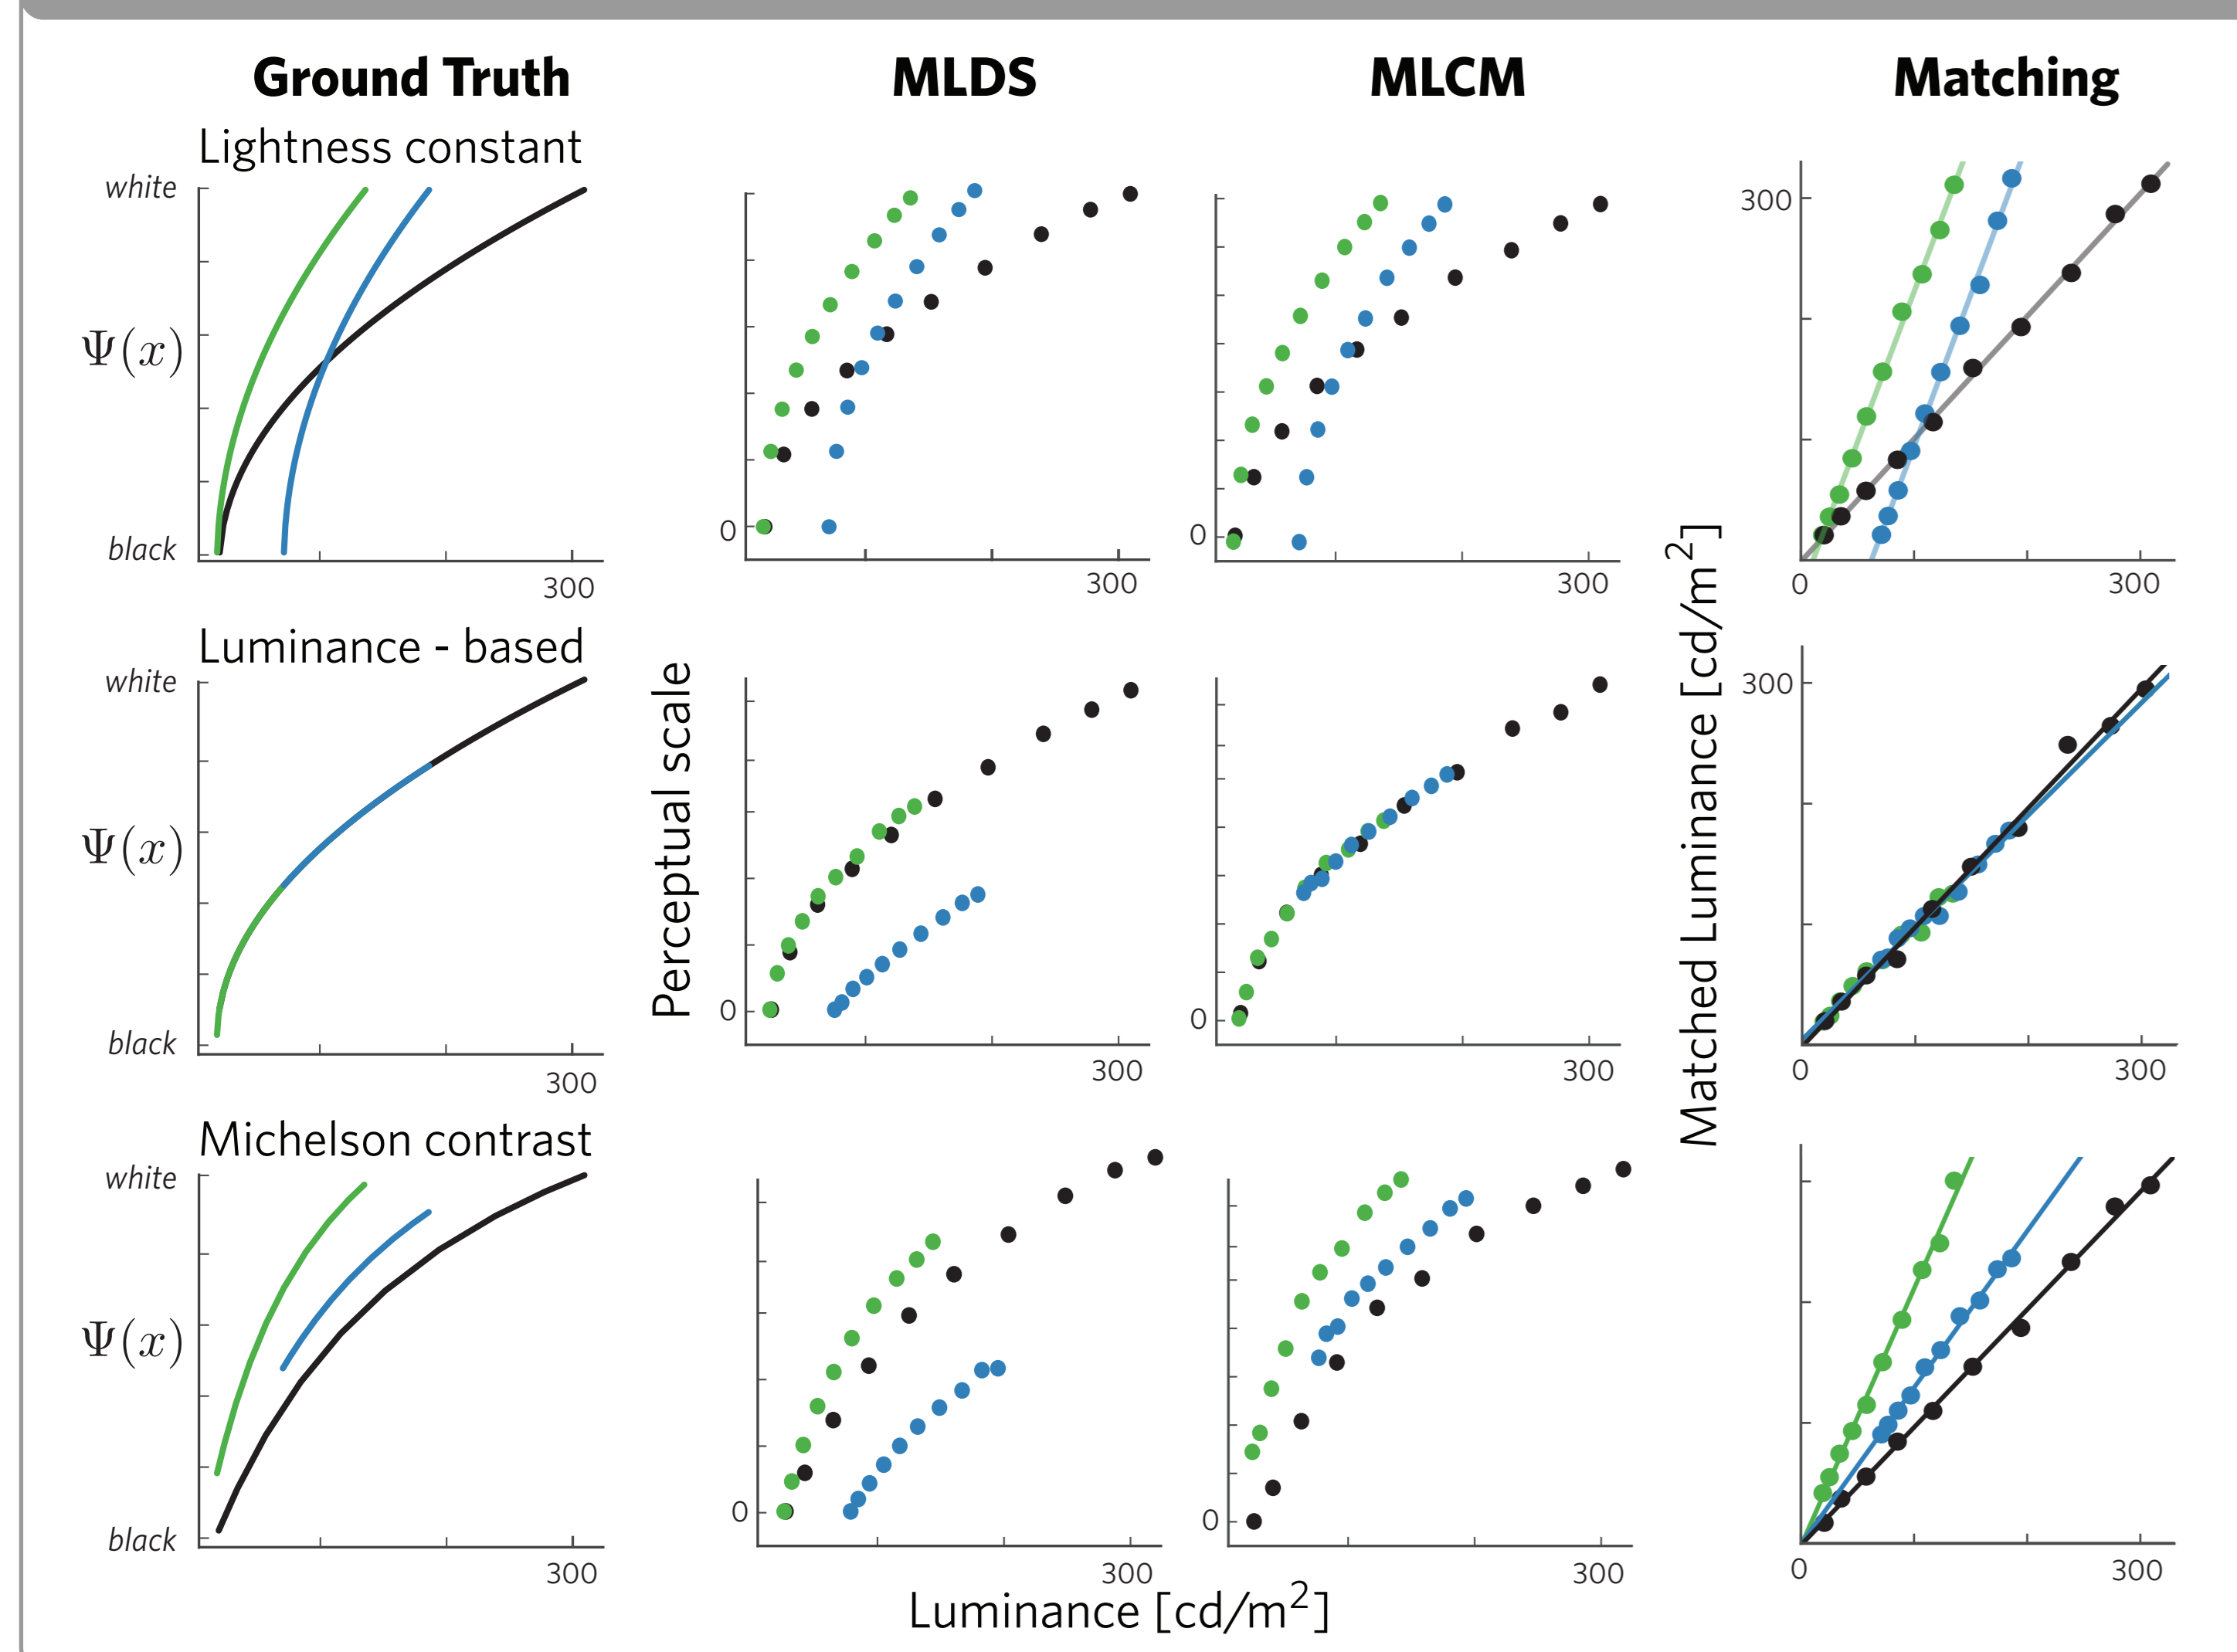 Ground Truth
MLDS
MLCM
Matching
Lightness constant
white
Ψ(x)
black
300
0
300
0
300
300
0
300
Luminance - based
white
Ψ(x)
black
300
Perceptual scale
0
300
0
300
Matched Luminance [cd/m²]
300
0
300
Michelson contrast
white
Ψ(x)
black
300
0
300
0
300
0
300
Luminance [cd/m²]